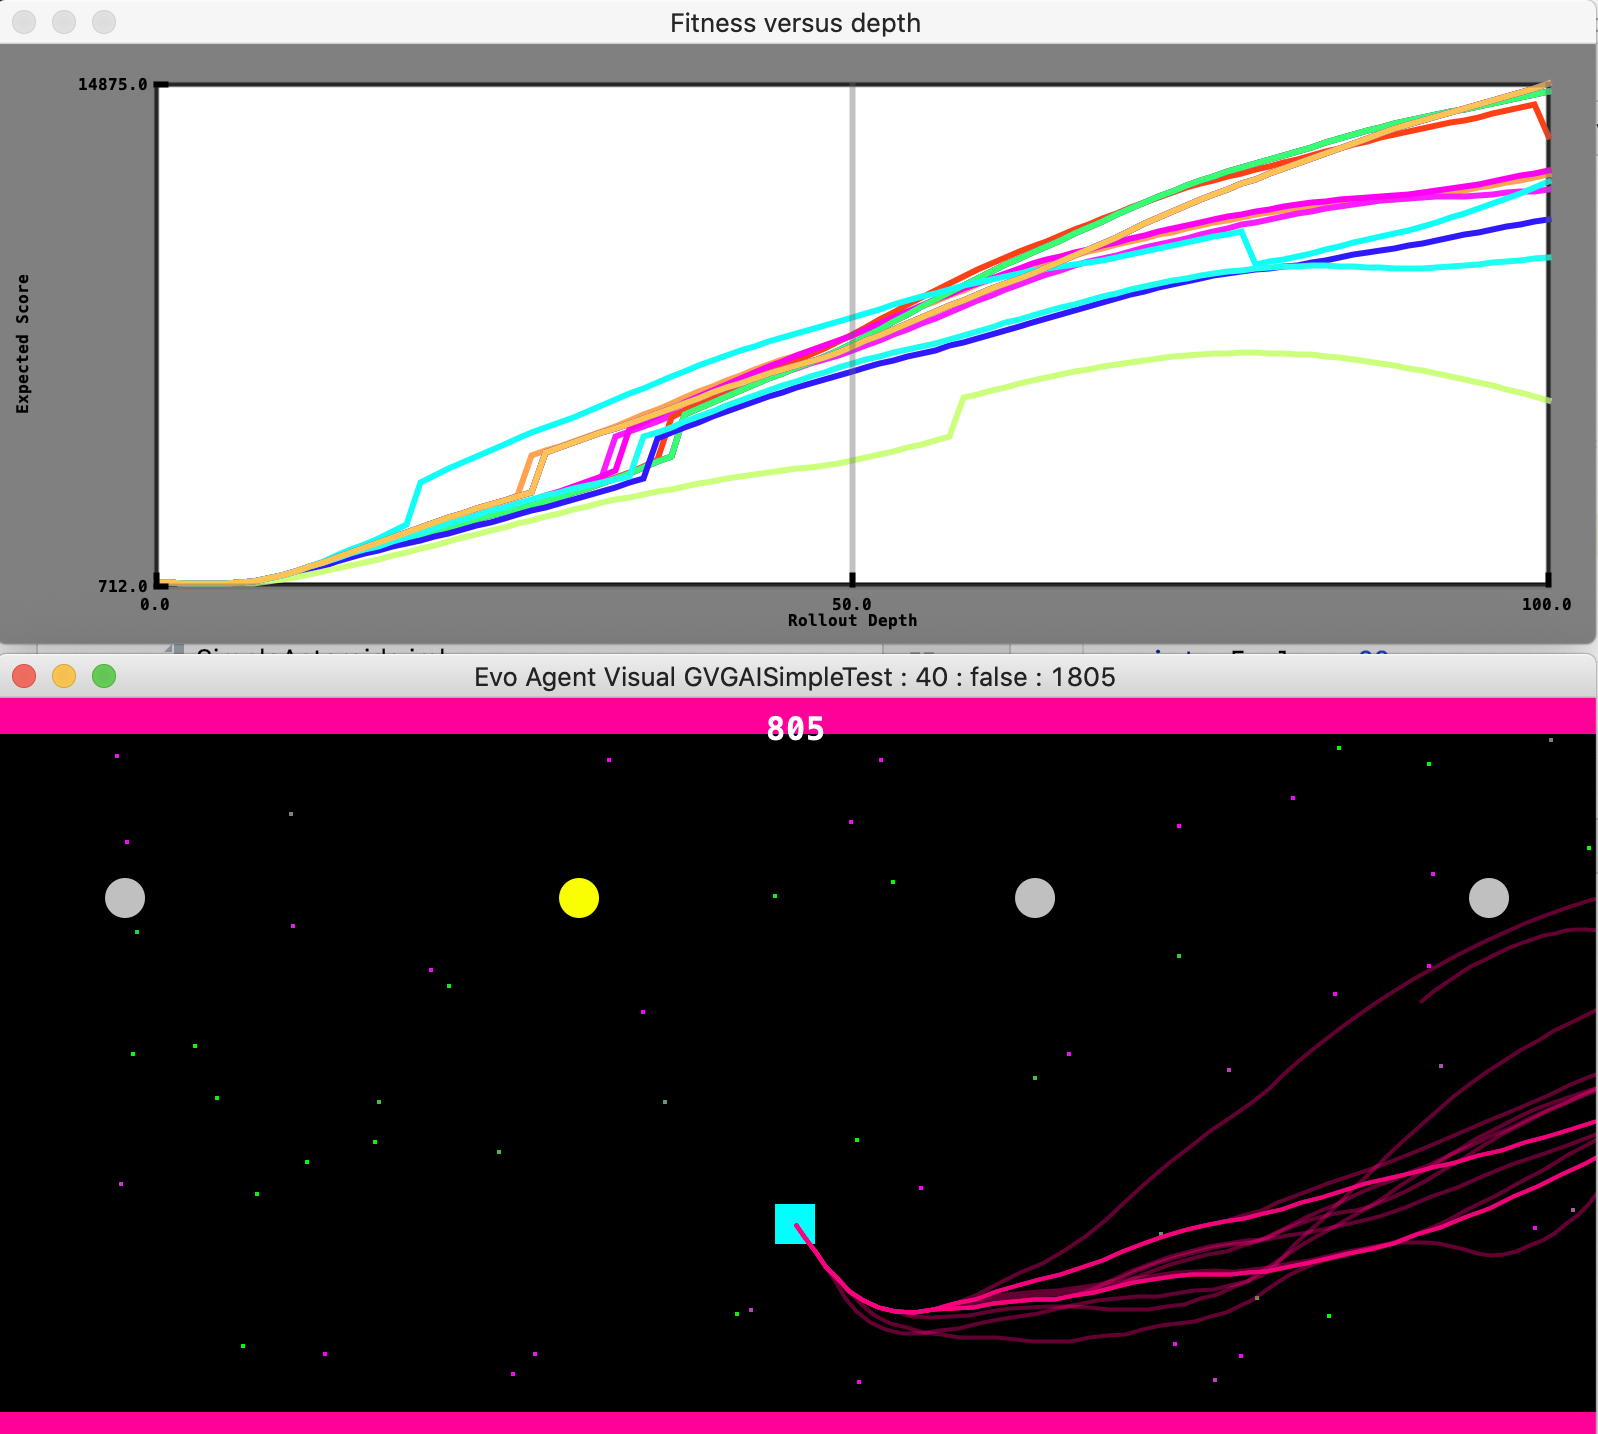 Fitness versus depth
14875.0
Expected Score
712.0
0.0
50.0
100.0
Rollout Depth
Evo Agent Visual GVGAISimpleTest : 40 : false : 1805
805